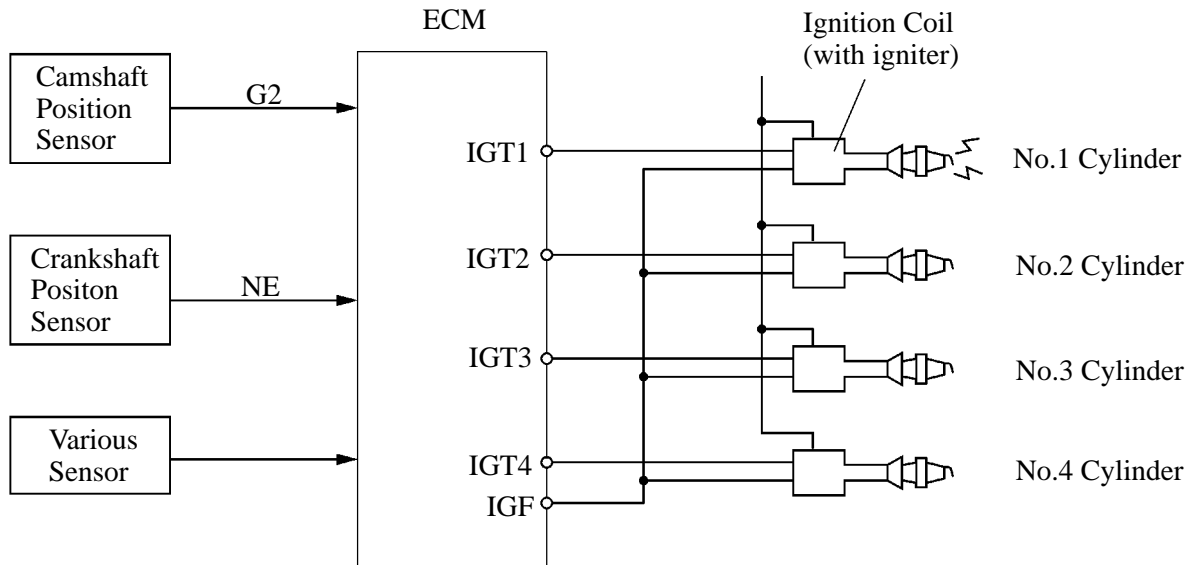 ECM
Ignition Coil
(with igniter)
Camshaft
Position
Sensor
G2
IGT1
No.1 Cylinder
Crankshaft
Positon
Sensor
NE
IGT2
No.2 Cylinder
IGT3
No.3 Cylinder
Various
Sensor
IGT4
No.4 Cylinder
IGF